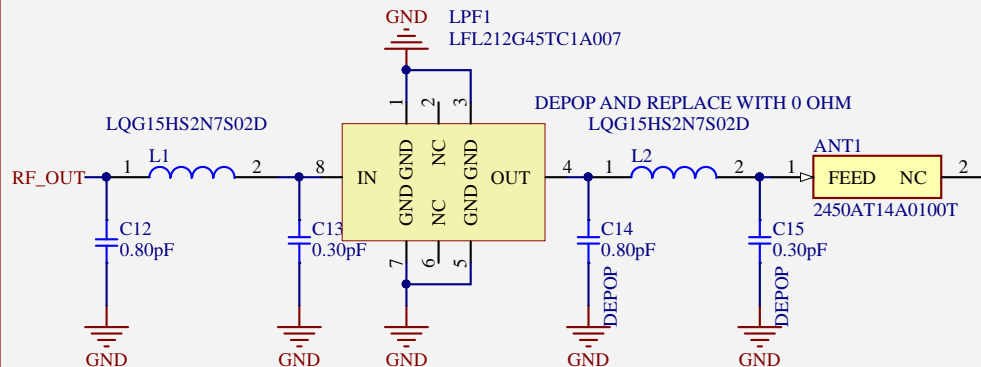 GND
LPF1
LFL212G45TC1A007
1
2
3
DEPOP AND REPLACE WITH 0 OHM
LQG15HS2N7S02D
LQG15HS2N7S02D
ANT1
RF_OUT
1
L1
2
8
IN
GND GND
NC
GND GND
NC
OUT
4
1
L2
2
1
FEED
NC
2
2450AT14A0100T
C12
0.80pF
C13
0.30pF
C14
0.80pF
DEPOP
C15
0.30pF
DEPOP
7
6
5
GND
GND
GND
GND
GND